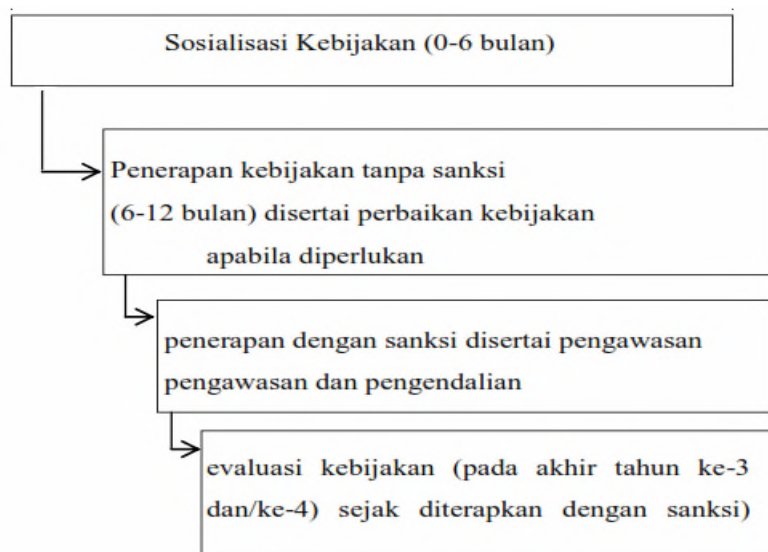 Sosialisasi Kebijakan (0-6 bulan)
Penerapan kebijakan tanpa sanksi
(6-12 bulan) disertai perbaikan kebijakan
apabila diperlukan
penerapan dengan sanksi disertai pengawasan
pengawasan dan pengendalian
evaluasi kebijakan (pada akhir tahun ke-3
dan/ke-4) sejak diterapkan dengan sanksi)